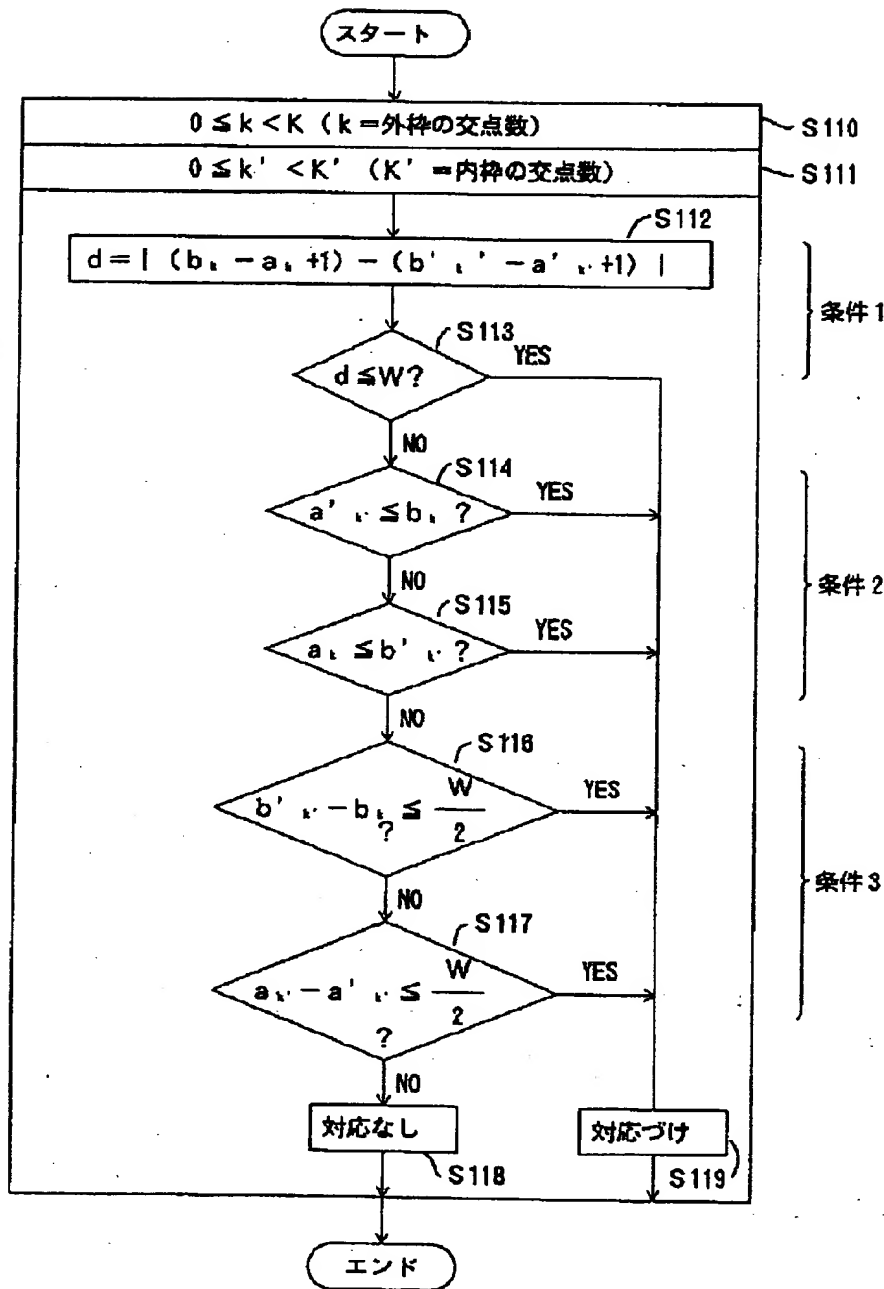 スタート
0≦k<K (k=外枠の交点数)
S110
0≦k'<K' (K'=内枠の交点数)
S111
S112
d=| (bₖ-aₖ+1)-(b'ₖ'-a'ₖ'+1) |
条件1
S113
d≦W?
YES
NO
S114
a'ₖ'≦bₖ?
YES
条件2
NO
S115
aₖ≦b'ₖ'?
YES
NO
S116
b'ₖ'-bₖ≦W/2
?
YES
条件3
NO
S117
aₖ'-a'ₖ'≦W/2
?
YES
NO
対応なし
対応づけ
S118
S119
エンド